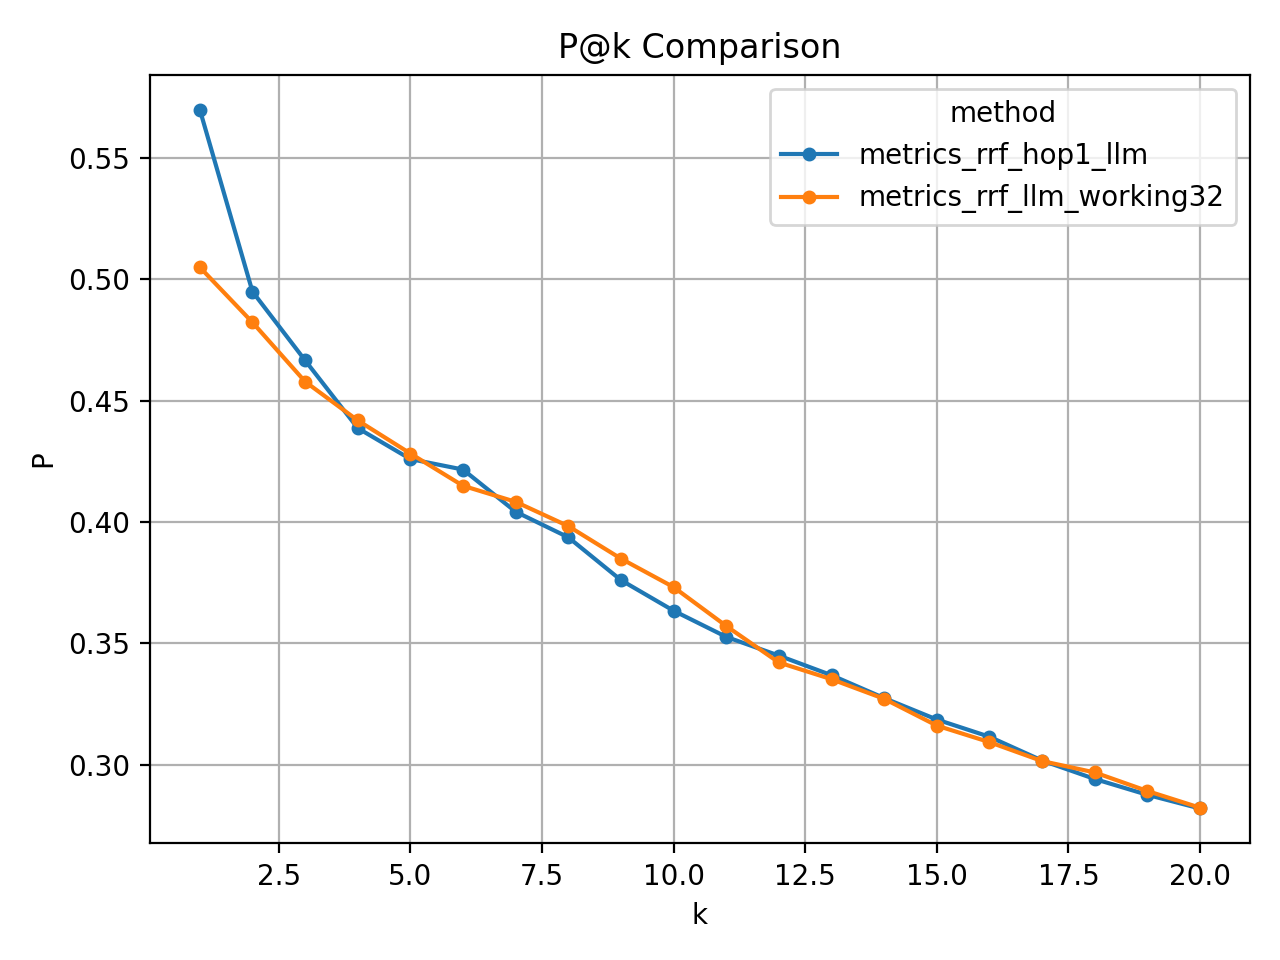 P@k Comparison
method
metrics_rrf_hop1_llm
metrics_rrf_llm_working32
P
0.55
0.50
0.45
0.40
0.35
0.30
2.5 5.0 7.5 10.0 12.5 15.0 17.5 20.0
k